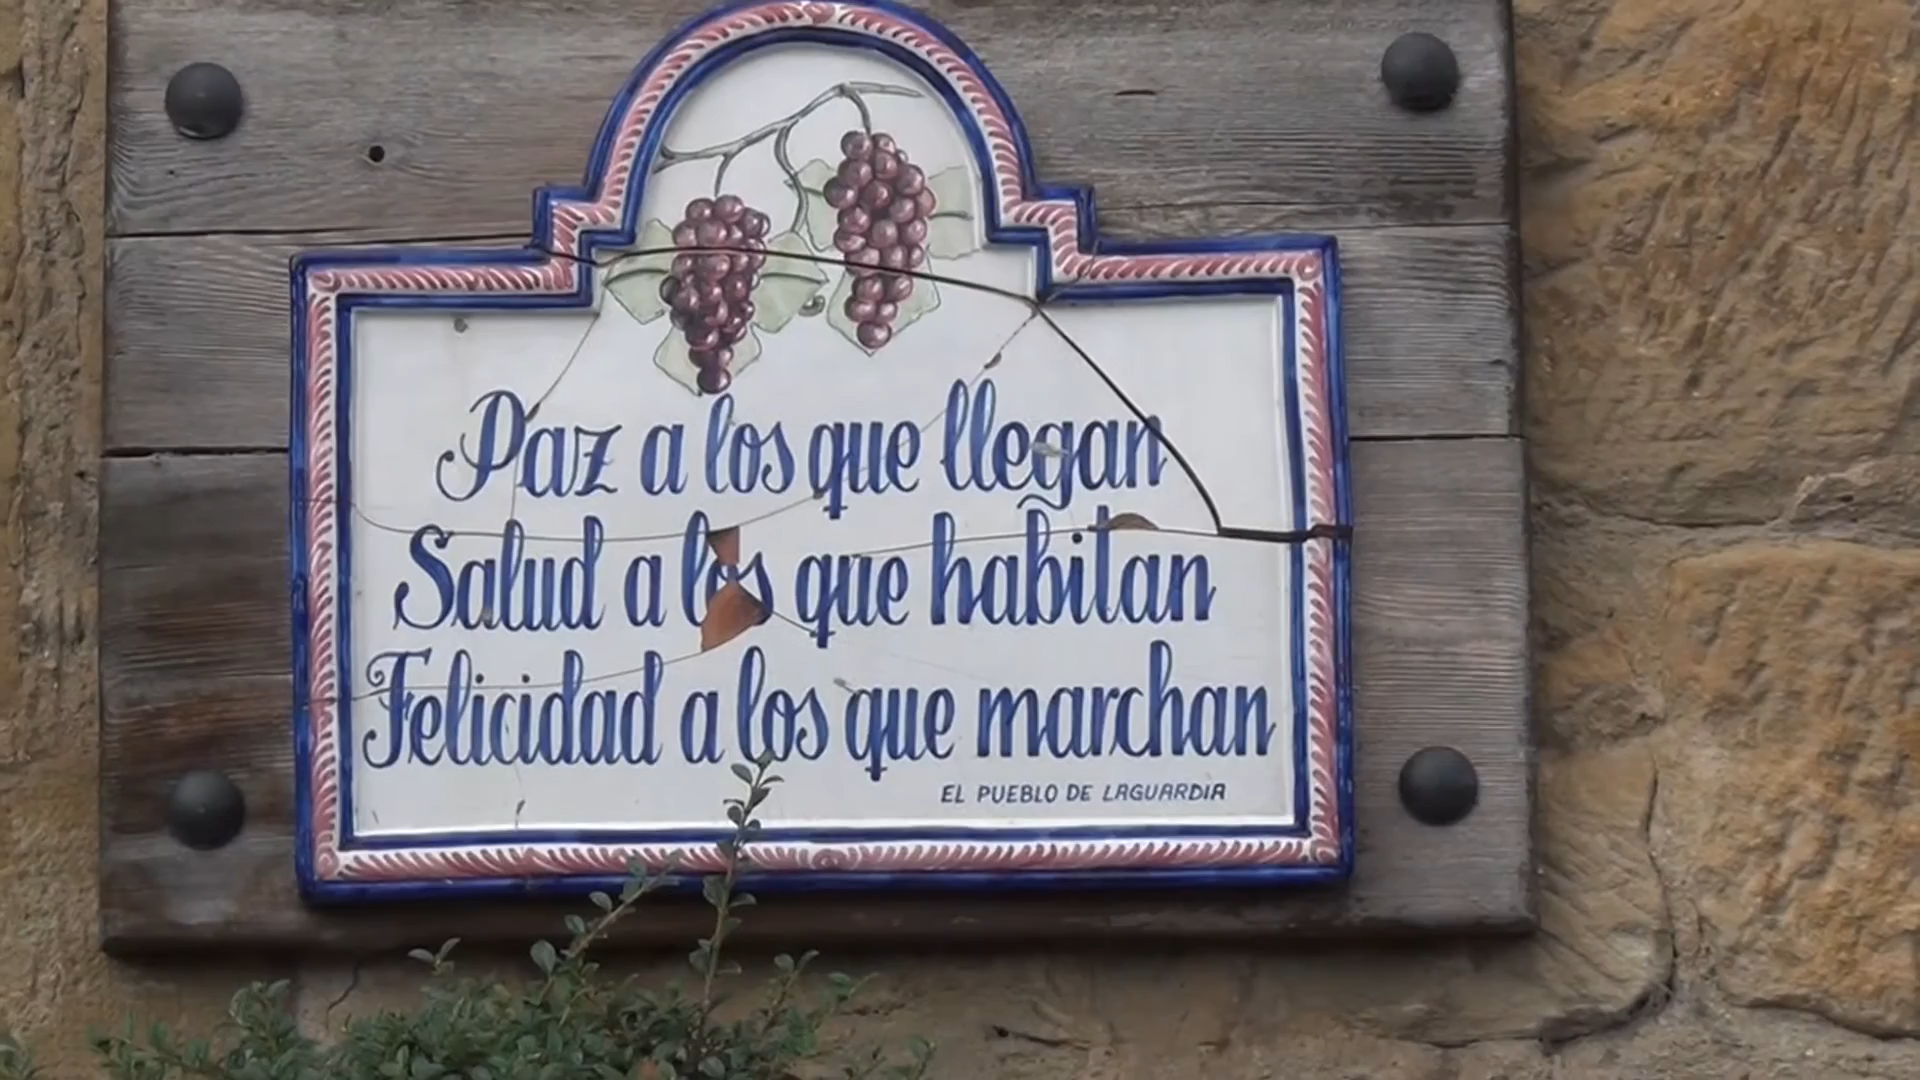 Paz a los que llegan
Salud a los que habitan
Felicidad a los que marchan
EL PUEBLO DE LAGUARDIA